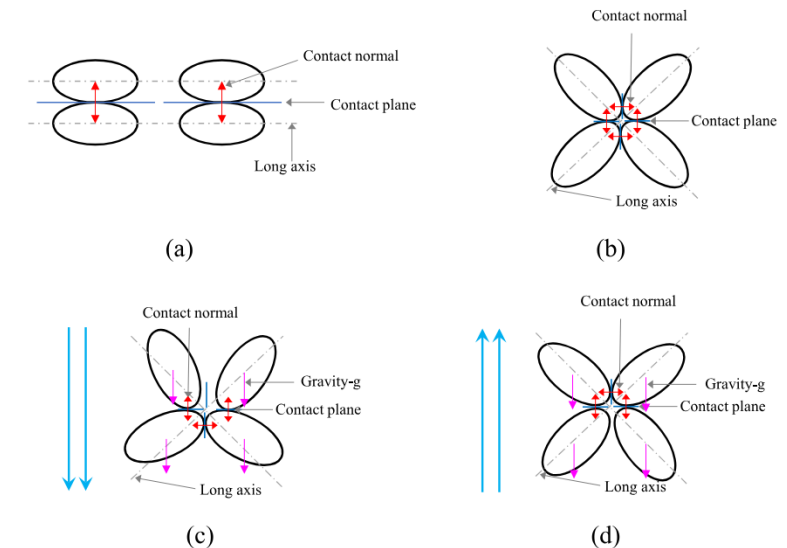 Contact normal
Contact plane
Long axis
(a)
Contact normal
Contact plane
Long axis
(b)
Contact normal
Gravity-g
Contact plane
Long axis
(c)
Contact normal
Gravity-g
Contact plane
Long axis
(d)